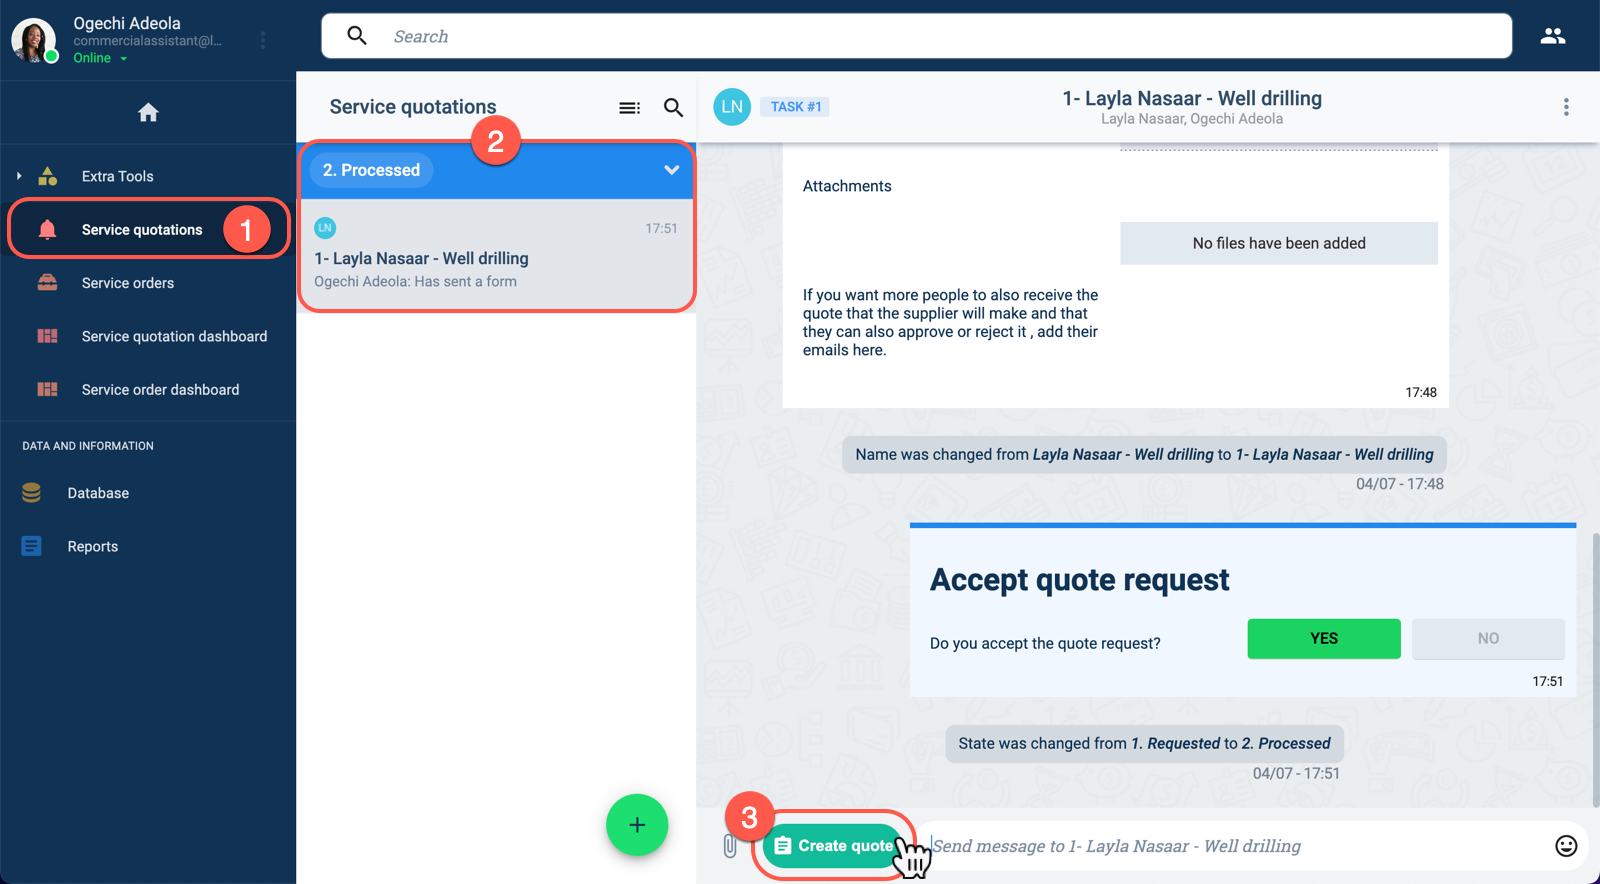 Ogechi Adeola
commercialassistant@l...
Online
Search
Extra Tools
Service quotations
1
Service orders
Service quotation dashboard
Service order dashboard
DATA AND INFORMATION
Database
Reports
Service quotations
2
2. Processed
LN
17:51
1- Layla Nasaar - Well drilling
Ogechi Adeola: Has sent a form
+
LN
TASK #1
1- Layla Nasaar - Well drilling
Layla Nasaar, Ogechi Adeola
Attachments
No files have been added
If you want more people to also receive the
quote that the supplier will make and that
they can also approve or reject it , add their
emails here.
17:48
Name was changed from Layla Nasaar - Well drilling to 1- Layla Nasaar - Well drilling
04/07 - 17:48
Accept quote request
Do you accept the quote request?
YES
NO
17:51
State was changed from 1. Requested to 2. Processed
04/07 - 17:51
3
Create quote
Send message to 1- Layla Nasaar - Well drilling